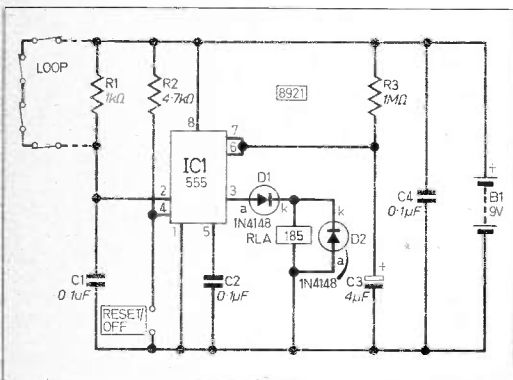 LOOP
R1
1kΩ
R2
4·7kΩ
8921
R3
1MΩ
8
7
6
IC1
555
2
4
3
1
5
D1
a
k
1N4148
RLA
185
k
D2
a
1N4148
C4
0·1µF
+
B1
9V
C1
0·1uF
RESET/
OFF
C2
0·1µF
+
C3
4µF